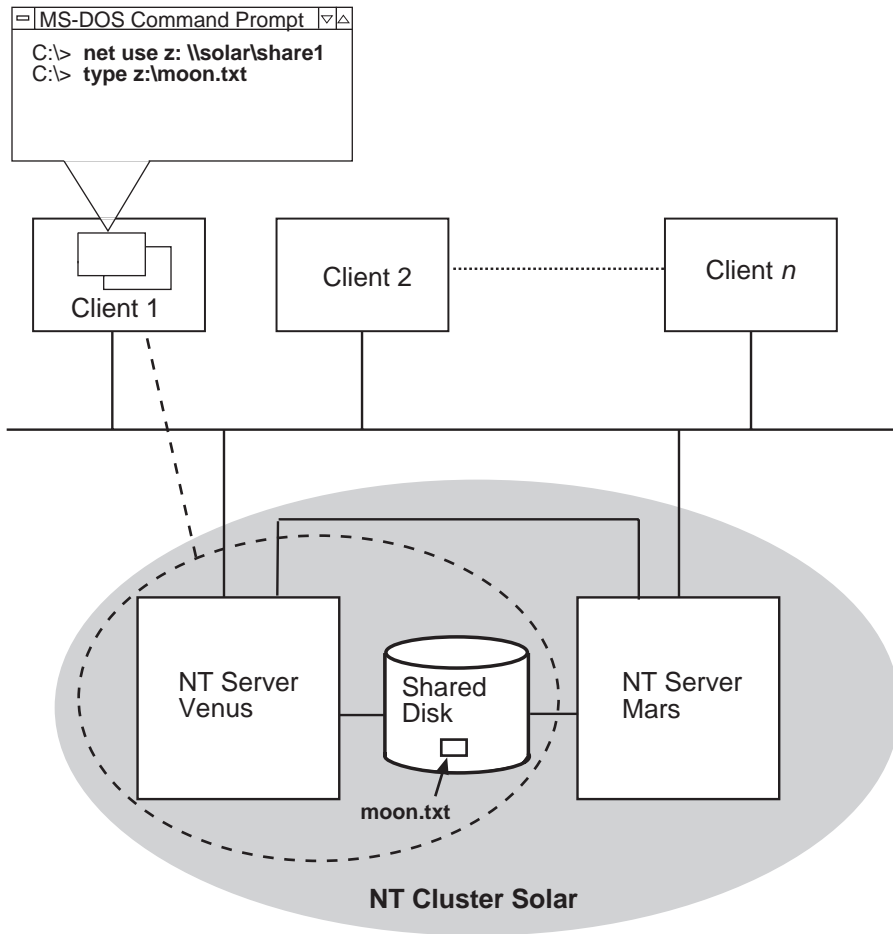 MS-DOS Command Prompt
C:\> net use z: \\solar\share1
C:\> type z:\moon.txt
Client 1
Client 2
Client n
NT Server
Venus
Shared
Disk
NT Server
Mars
moon.txt
NT Cluster Solar